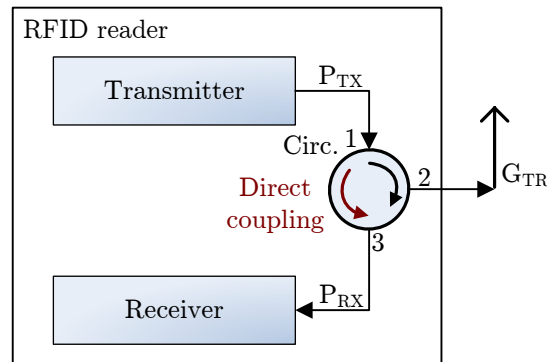 RFID reader
Transmitter
P_TX
Circ.
1
2
G_TR
Direct
coupling
3
Receiver
P_RX